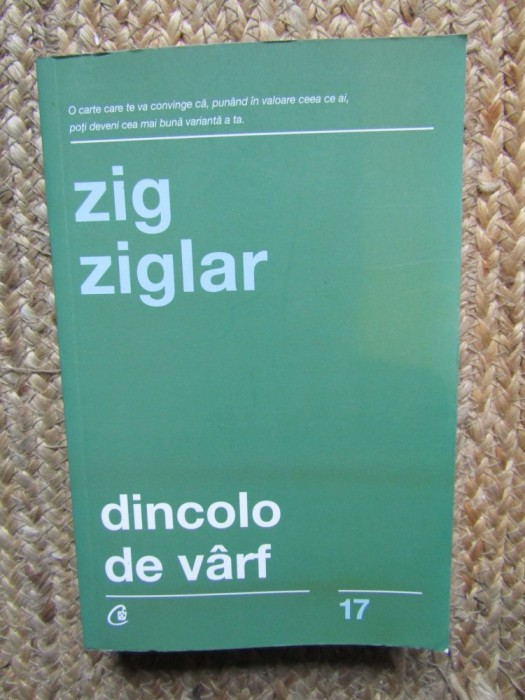 O carte care te va convinge că, punând în valoare ceea ce ai,
poți deveni cea mai bună variantă a ta.
zig
ziglar
dincolo
de vârf
17